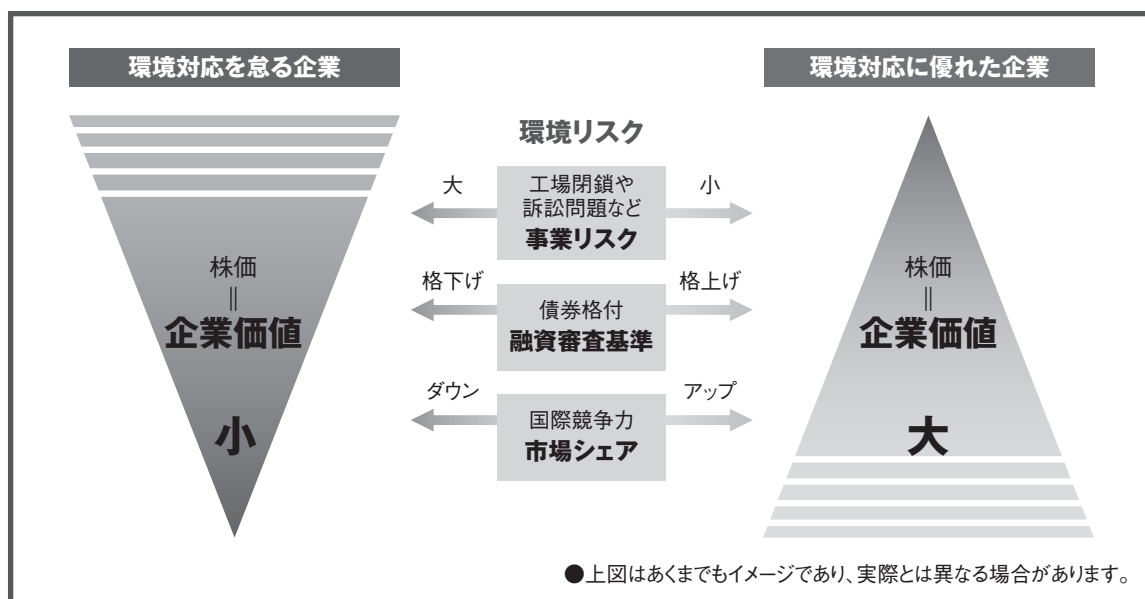 環境対応を怠る企業
環境対応に優れた企業
環境リスク
大
工場閉鎖や
訴訟問題など
事業リスク
小
株価
||
企業価値
小
格下げ
債券格付
融資審査基準
格上げ
ダウン
国際競争力
市場シェア
アップ
株価
||
企業価値
大
●上図はあくまでもイメージであり、実際とは異なる場合があります。